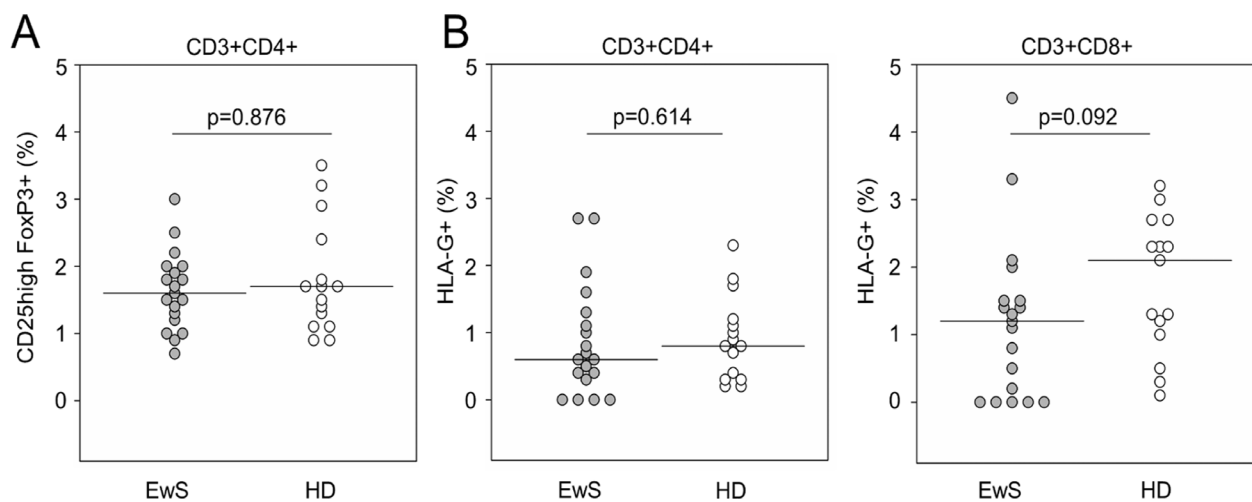 A
CD3+CD4+
CD25high FoxP3+ (%)
5
4
3
2
1
0
p=0.876
EwS
HD
B
CD3+CD4+
HLA-G+ (%)
5
4
3
2
1
0
p=0.614
EwS
HD
CD3+CD8+
HLA-G+ (%)
5
4
3
2
1
0
p=0.092
EwS
HD